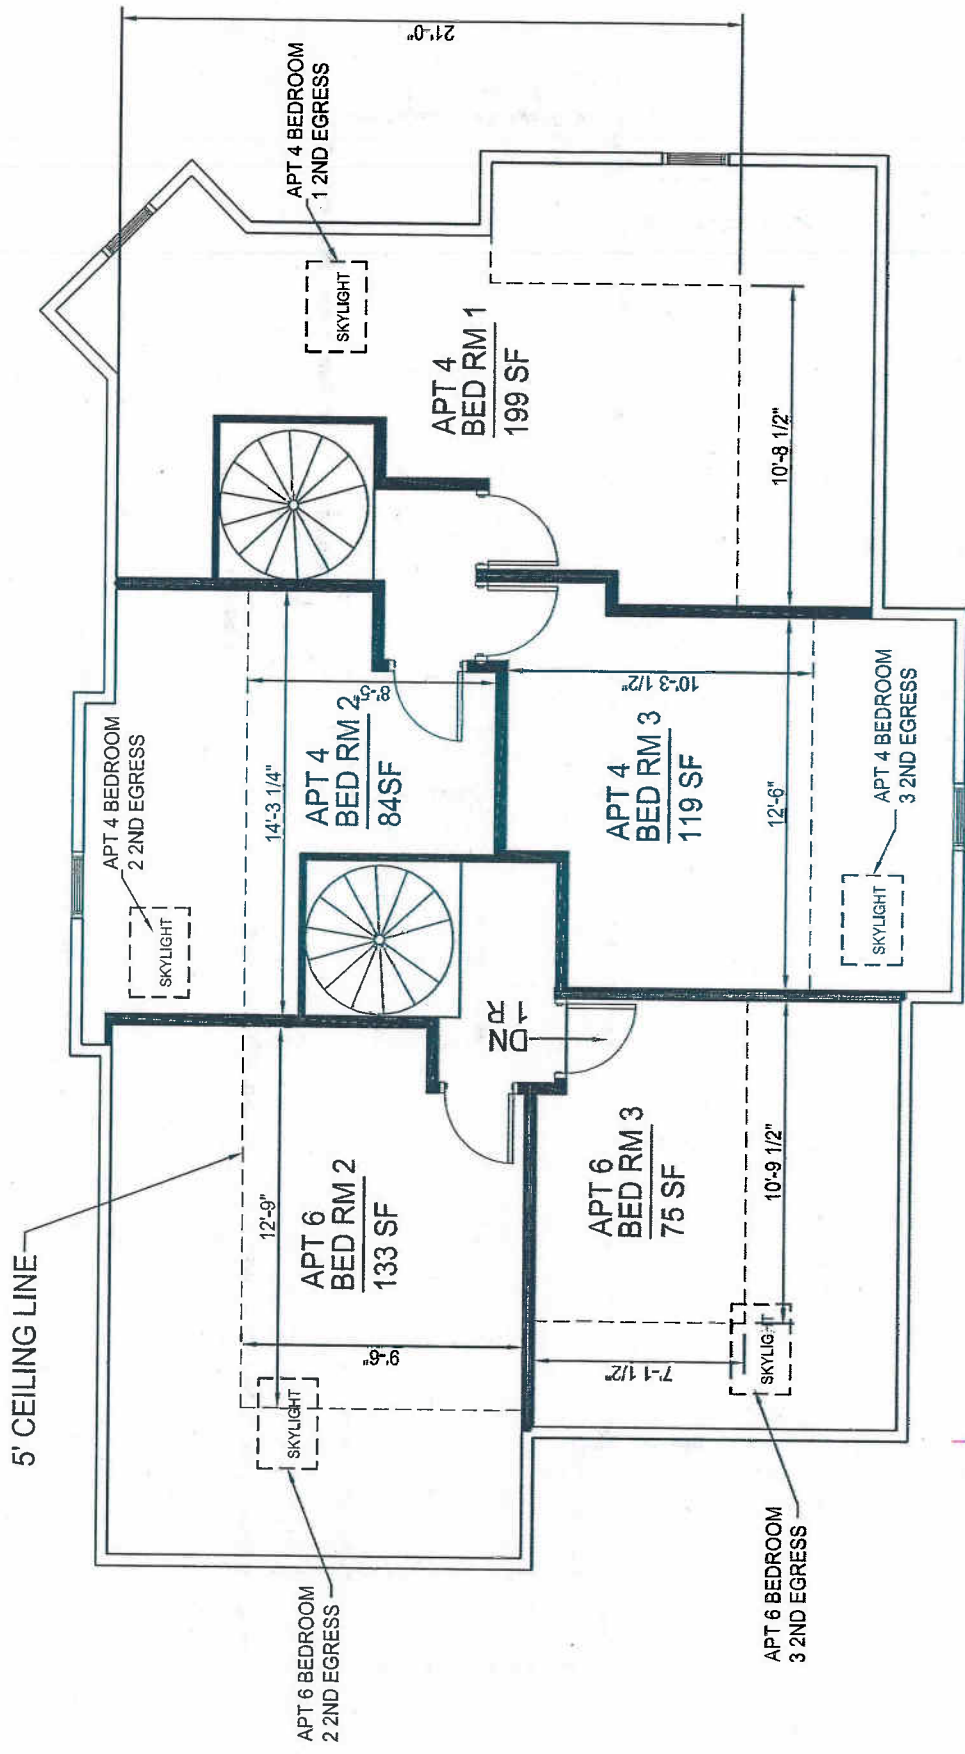 5' CEILING LINE
APT 6 BEDROOM
2 2ND EGRESS
SKYLIGHT
APT 4 BEDROOM
2 2ND EGRESS
SKYLIGHT
12'-9"
APT 6
BED RM 2
133 SF
9'-6"
14'-3 1/4"
APT 4
BED RM 2
84SF
8'-5"
APT 4 BEDROOM
1 2ND EGRESS
SKYLIGHT
21'-0"
APT 4
BED RM 1
199 SF
10'-8 1/2"
DN
1 R
APT 6
BED RM 3
75 SF
7'-1 1/2"
10'-9 1/2"
SKYLIGHT
APT 6 BEDROOM
3 2ND EGRESS
APT 4
BED RM 3
119 SF
10'-3 1/2"
12'-6"
SKYLIGHT
APT 4 BEDROOM
3 2ND EGRESS